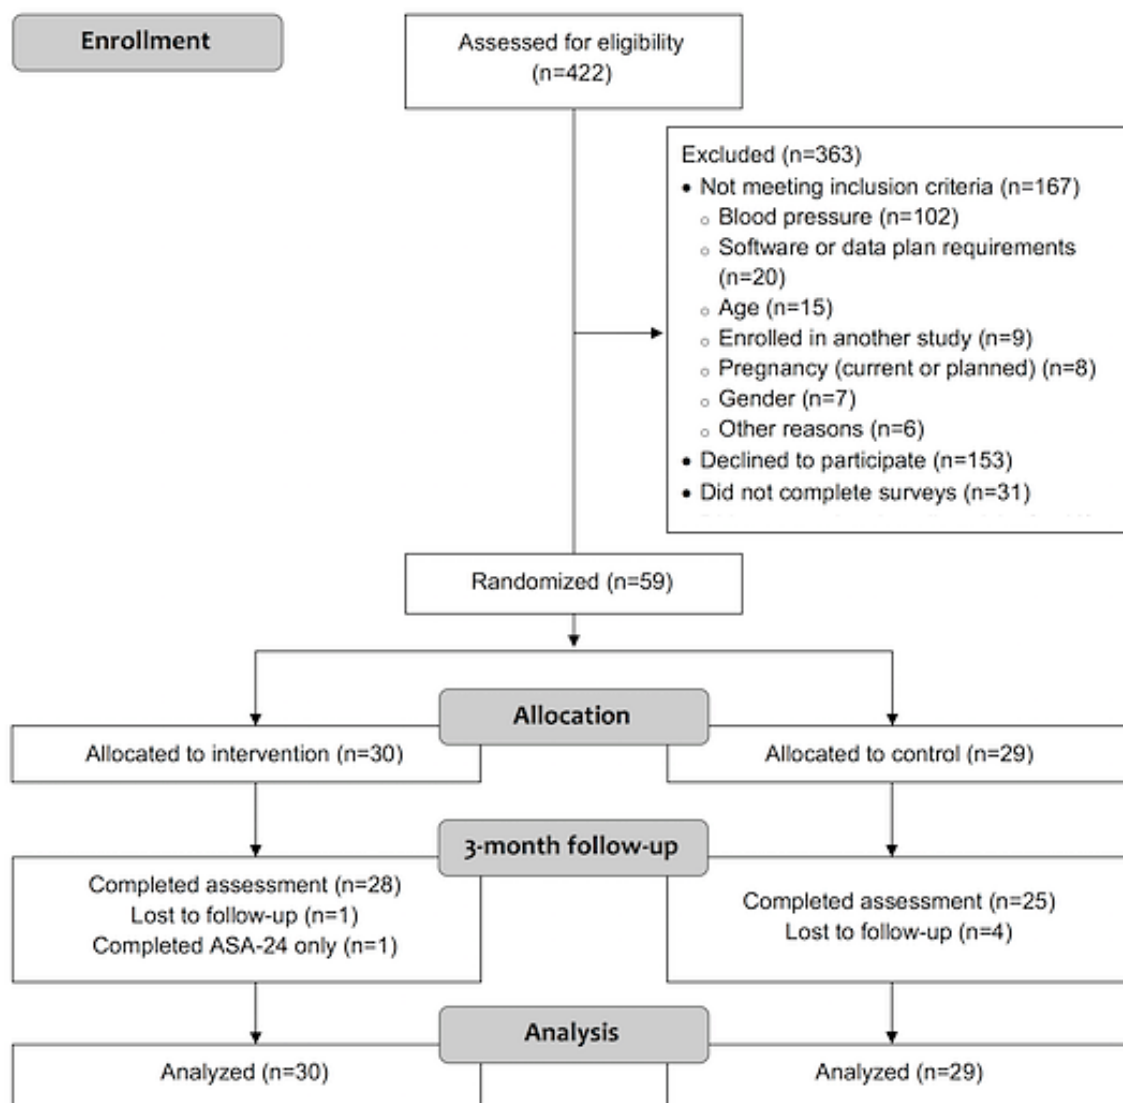 Enrollment
Assessed for eligibility
(n=422)
Excluded (n=363)
• Not meeting inclusion criteria (n=167)
○ Blood pressure (n=102)
○ Software or data plan requirements
(n=20)
○ Age (n=15)
○ Enrolled in another study (n=9)
○ Pregnancy (current or planned) (n=8)
○ Gender (n=7)
○ Other reasons (n=6)
• Declined to participate (n=153)
• Did not complete surveys (n=31)
Randomized (n=59)
Allocation
Allocated to intervention (n=30)
Allocated to control (n=29)
3-month follow-up
Completed assessment (n=28)
Lost to follow-up (n=1)
Completed ASA-24 only (n=1)
Completed assessment (n=25)
Lost to follow-up (n=4)
Analysis
Analyzed (n=30)
Analyzed (n=29)